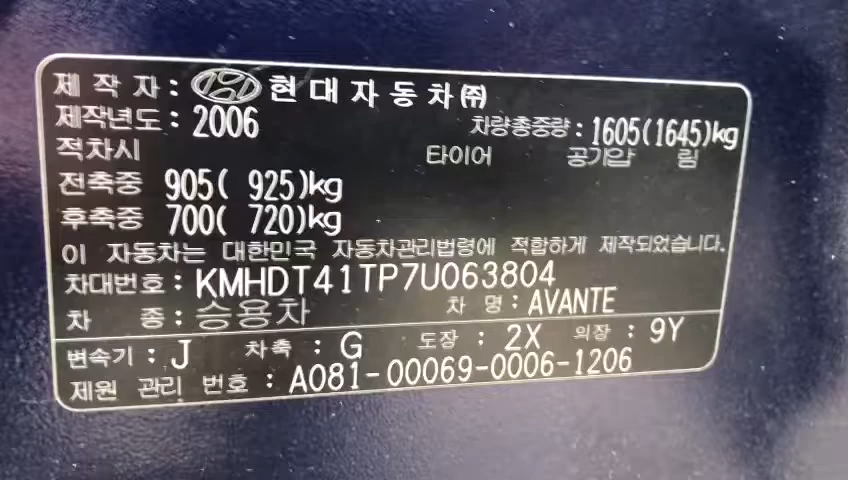 제 작 자 : 현대자동차㈜
제작년도 : 2006 차량총중량 : 1605(1645)kg
적차시 타이어 공기압 림
전축중 905( 925)kg
후축중 700( 720)kg
이 자동차는 대한민국 자동차관리법령에 적합하게 제작되었습니다.
차대번호 : KMHDT41TP7U063804
차 종 : 승용차 차 명 : AVANTE
변속기 : J 차축 : G 도장 : 2X 의장 : 9Y
제원 관리 번호 : A081-00069-0006-1206